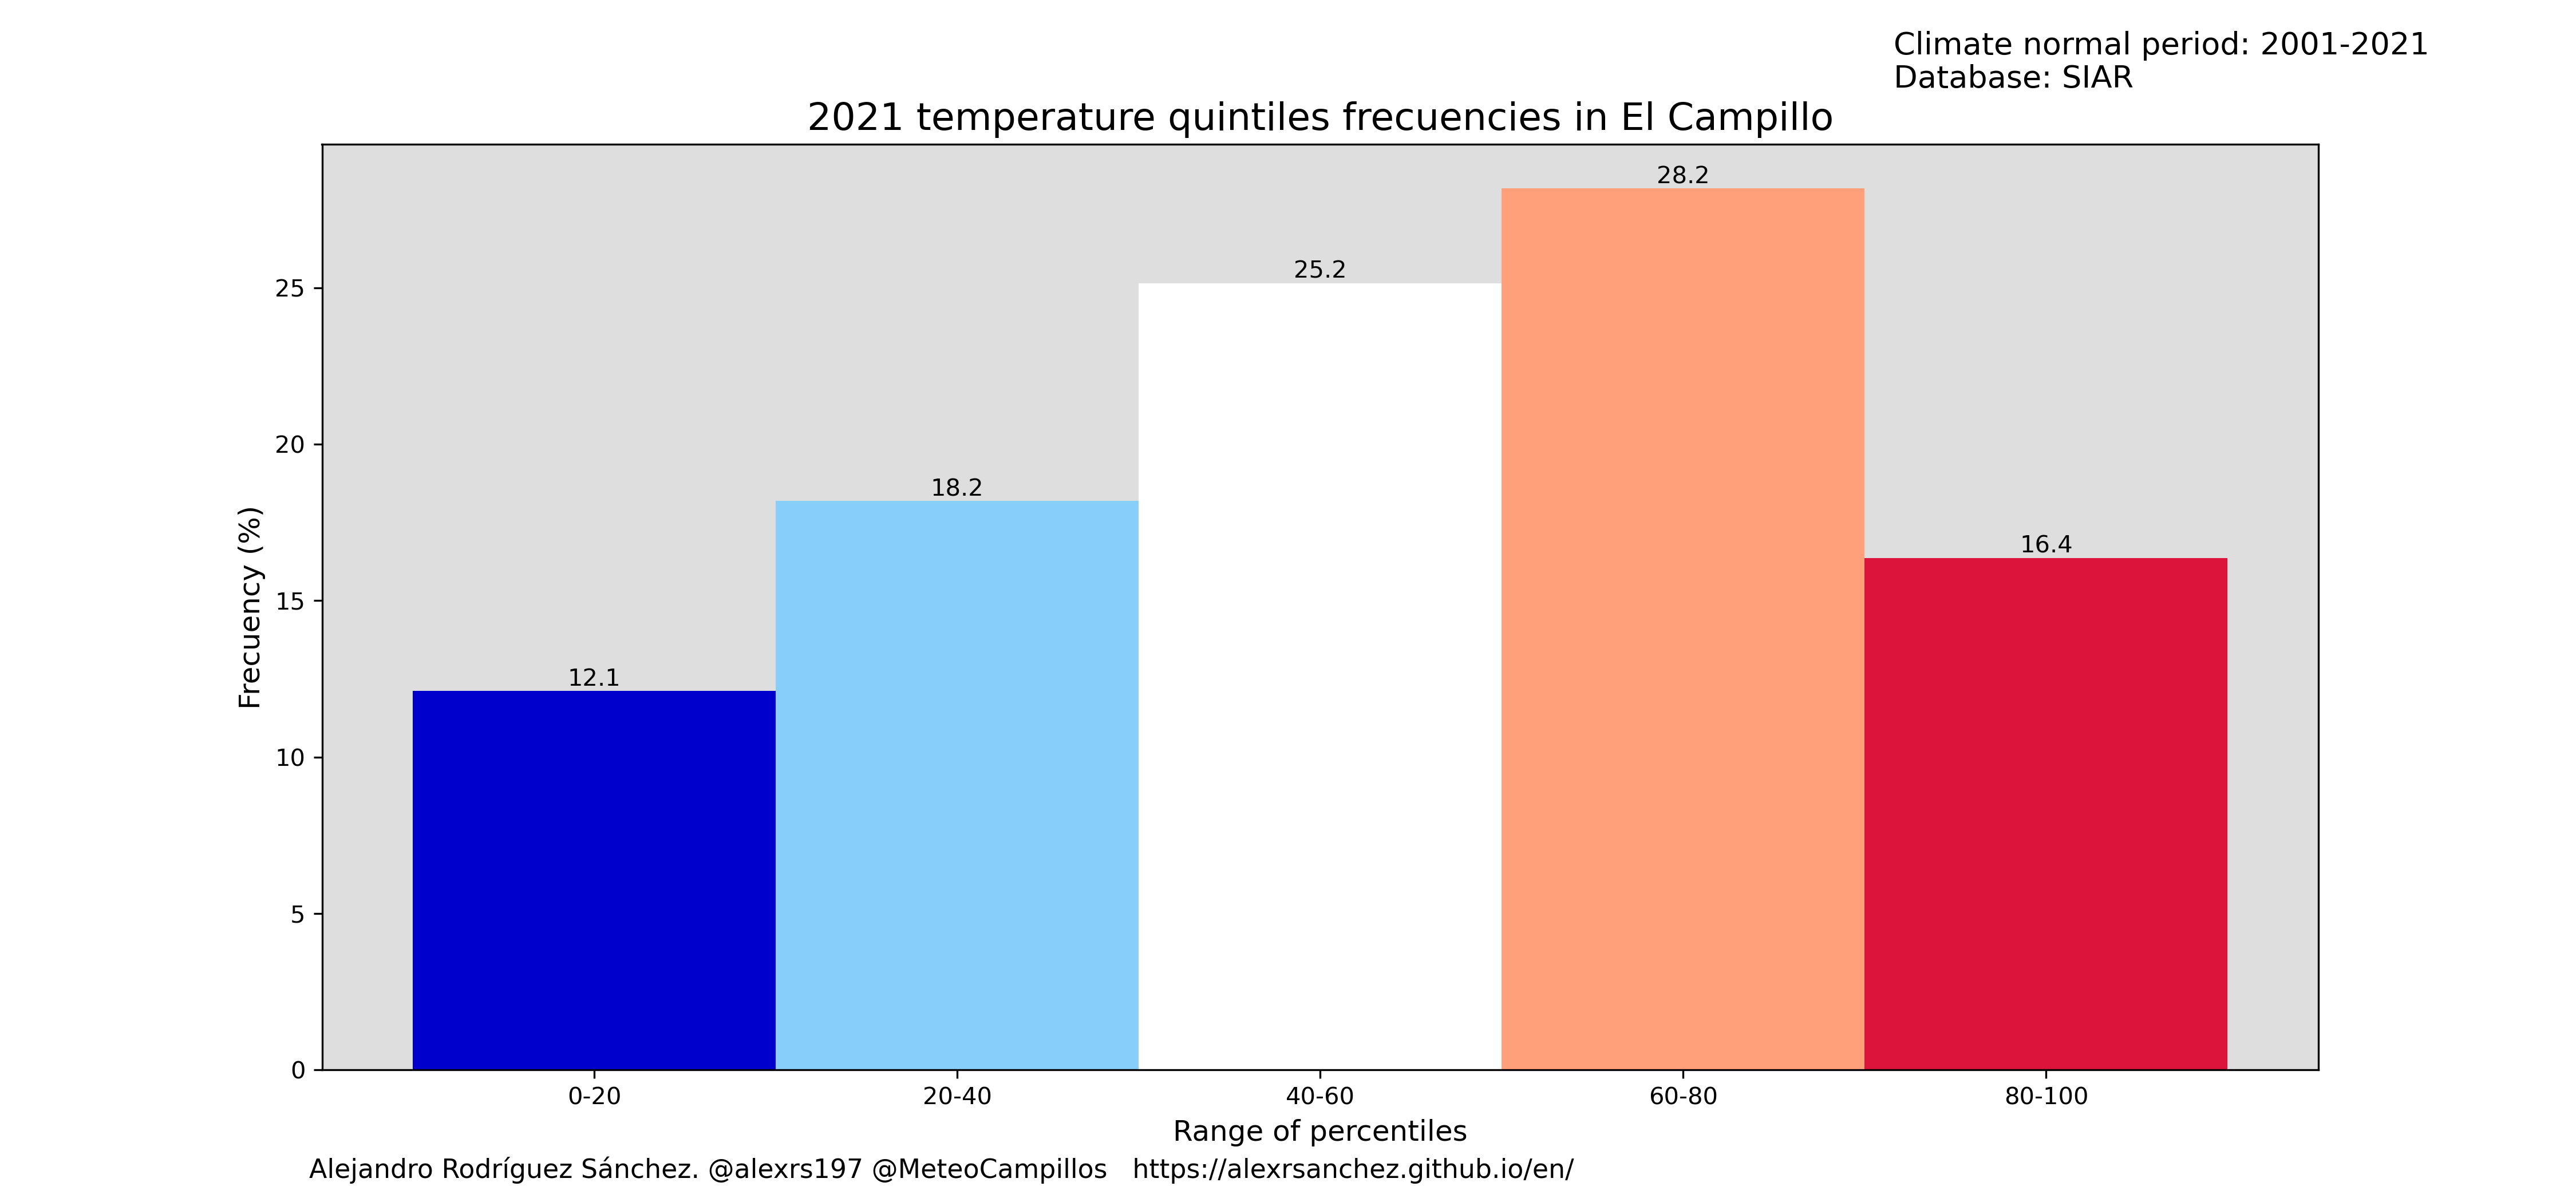 Climate normal period: 2001-2021
Database: SIAR
2021 temperature quintiles frecuencies in El Campillo
28.2
25.2
25
20
18.2
16.4
Frecuency (%)
15
12.1
10
5
0
0-20 20-40 40-60 60-80 80-100
Range of percentiles
Alejandro Rodríguez Sánchez. @alexrs197 @MeteoCampillos https://alexrsanchez.github.io/en/